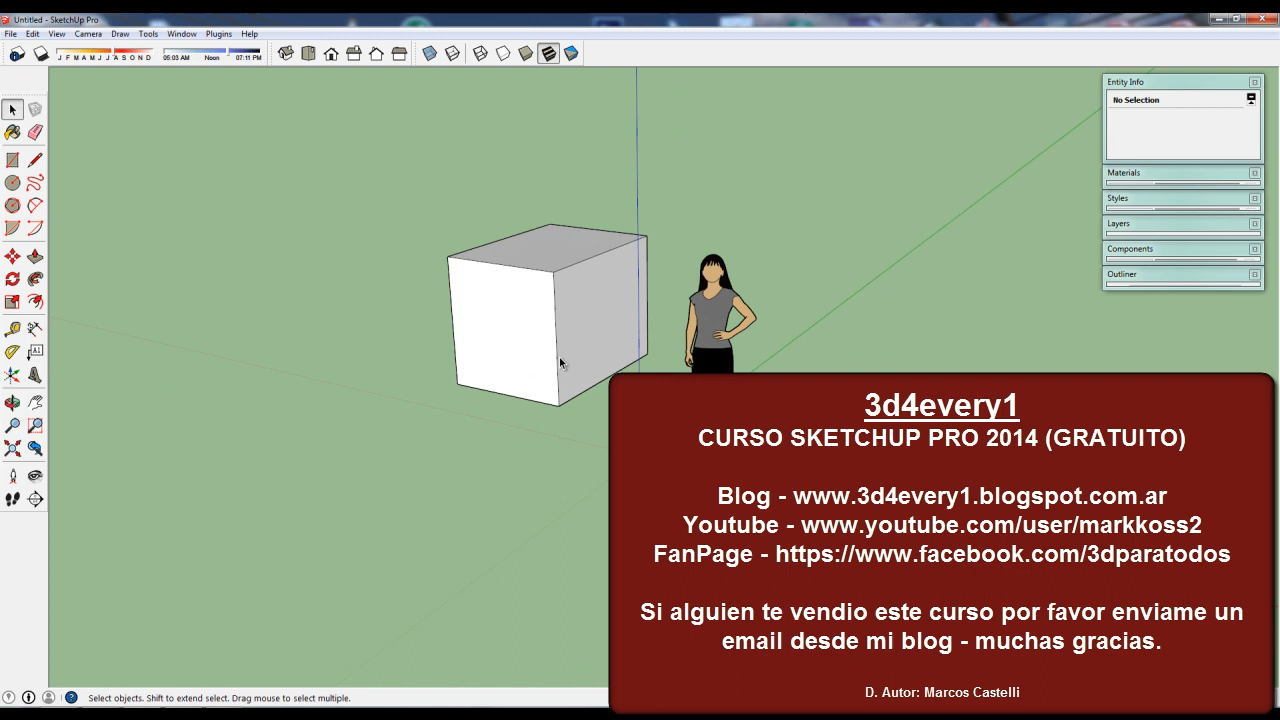 Untitled - SketchUp Pro
File Edit View Camera Draw Tools Window Plugins Help
J F M A M J J A S O N D 05:03 AM Noon 07:11 PM
Entity Info
No Selection
Materials
Styles
Layers
Components
Outliner
A1
3d4every1
CURSO SKETCHUP PRO 2014 (GRATUITO)
Blog - www.3d4every1.blogspot.com.ar
Youtube - www.youtube.com/user/markkoss2
FanPage - https://www.facebook.com/3dparatodos
Si alguien te vendio este curso por favor enviame un
email desde mi blog - muchas gracias.
D. Autor: Marcos Castelli
Select objects. Shift to extend select. Drag mouse to select multiple.